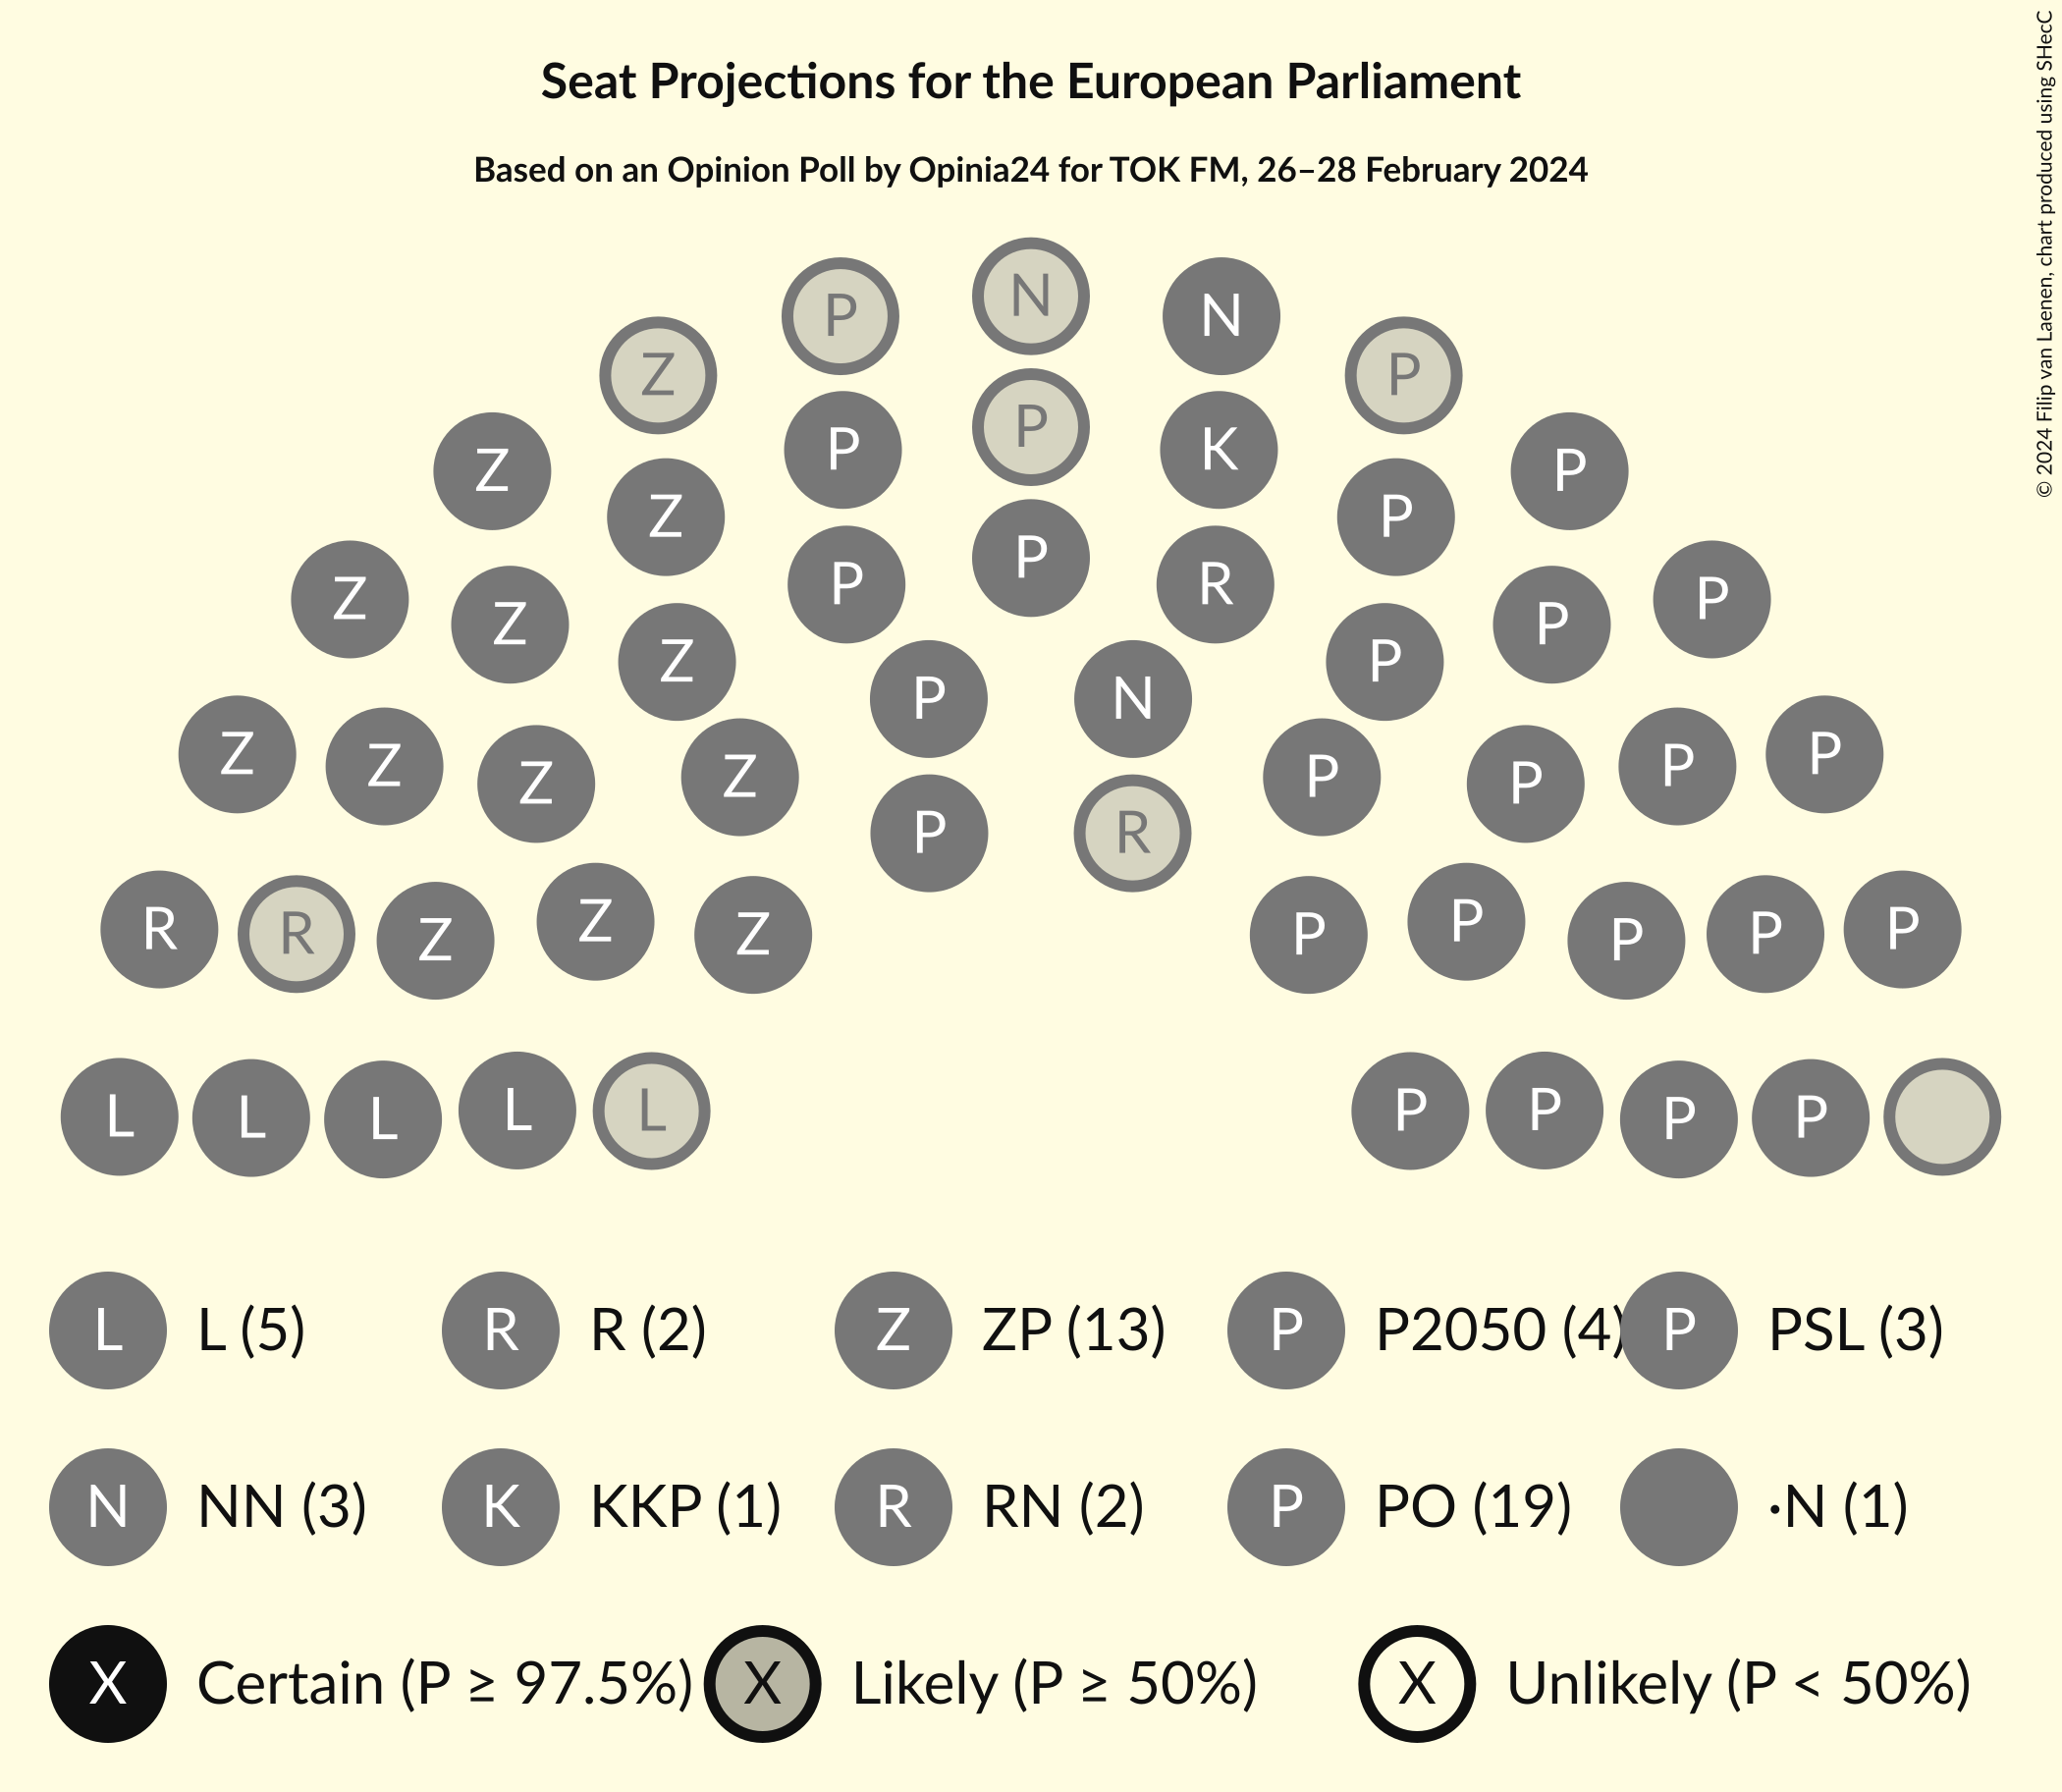 Seat Projections for the European Parliament
Based on an Opinion Poll by Opinia24 for TOK FM, 26–28 February 2024
© 2024 Filip van Laenen, chart produced using SHecC
N
P N P
Z P
P P K
Z P
Z P P
P
Z P R
Z P
Z P
Z P
P N
Z P
Z Z P P
Z P
Z P
P R
R R Z Z Z P P P P P
L L L L L P P P P
L L (5) R R (2) Z ZP (13) P P2050 (4) P PSL (3)
N NN (3) K KKP (1) R RN (2) P PO (19) •N (1)
X Certain (P ≥ 97.5%) X Likely (P ≥ 50%) X Unlikely (P < 50%)